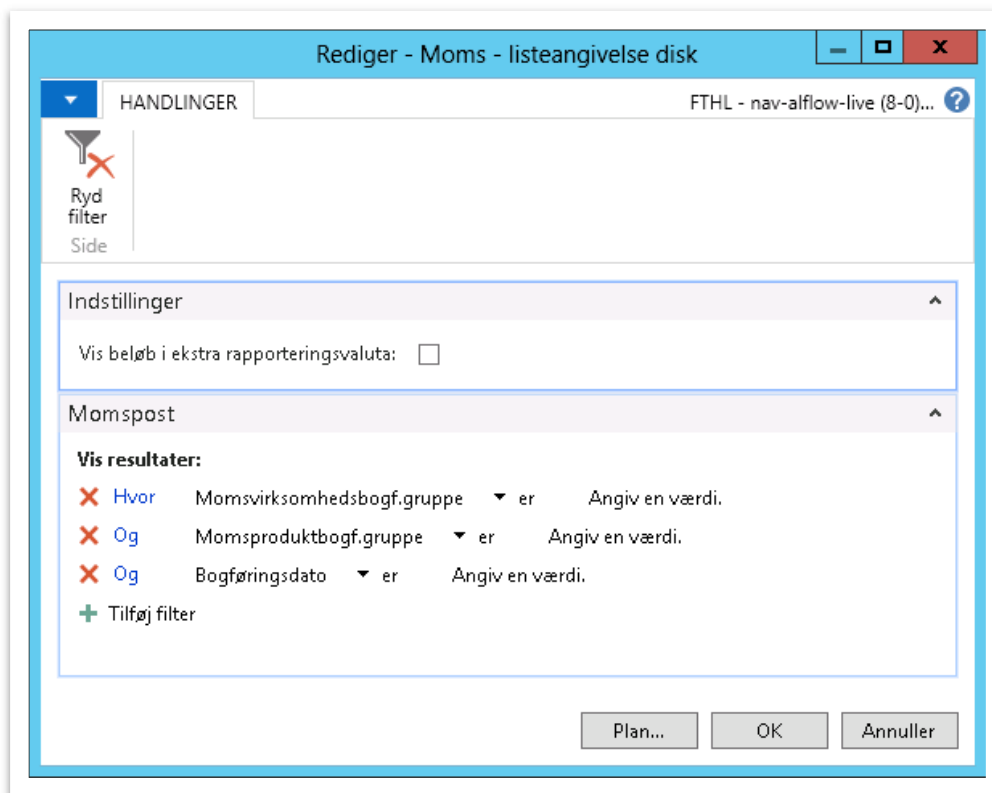 Rediger - Moms - listeangivelse disk
HANDLINGER
FTHL - nav-alflow-live (8-0)...
Ryd
filter
Side
Indstillinger
Vis beløb i ekstra rapporteringsvaluta:
Momspost
Vis resultater:
Hvor Momsvirksomhedsbogf.gruppe er Angiv en værdi.
Og Momsproduktbogf.gruppe er Angiv en værdi.
Og Bogføringsdato er Angiv en værdi.
Tilføj filter
Plan... OK Annuller